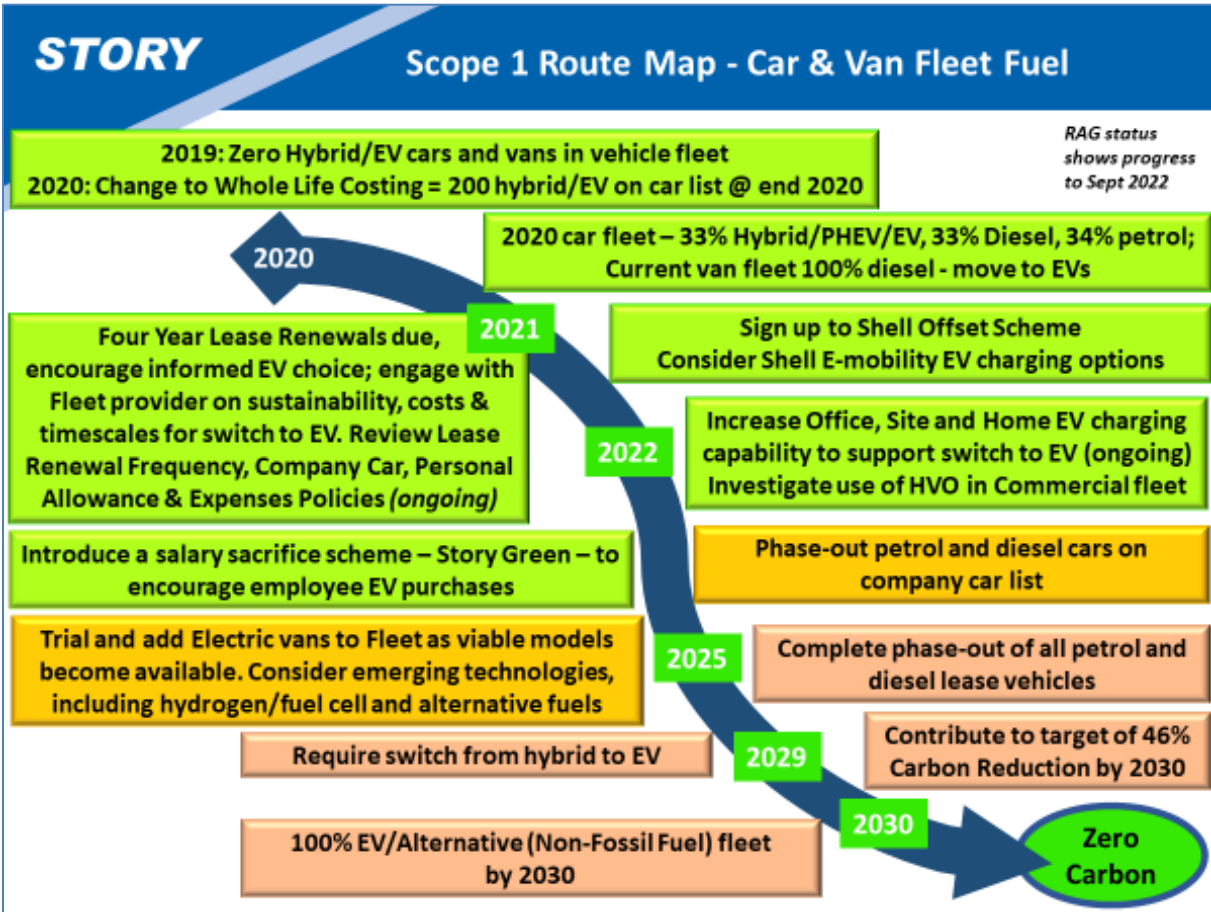 STORY
Scope 1 Route Map - Car & Van Fleet Fuel
RAG status
shows progress
to Sept 2022
2019: Zero Hybrid/EV cars and vans in vehicle fleet
2020: Change to Whole Life Costing = 200 hybrid/EV on car list @ end 2020
2020
2020 car fleet – 33% Hybrid/PHEV/EV, 33% Diesel, 34% petrol;
Current van fleet 100% diesel - move to EVs
2021
Four Year Lease Renewals due,
encourage informed EV choice; engage with
Fleet provider on sustainability, costs &
timescales for switch to EV. Review Lease
Renewal Frequency, Company Car, Personal
Allowance & Expenses Policies (ongoing)
Sign up to Shell Offset Scheme
Consider Shell E-mobility EV charging options
2022
Increase Office, Site and Home EV charging
capability to support switch to EV (ongoing)
Investigate use of HVO in Commercial fleet
Introduce a salary sacrifice scheme – Story Green – to
encourage employee EV purchases
Phase-out petrol and diesel cars on
company car list
Trial and add Electric vans to Fleet as viable models
become available. Consider emerging technologies,
including hydrogen/fuel cell and alternative fuels
2025
Complete phase-out of all petrol and
diesel lease vehicles
Require switch from hybrid to EV
2029
Contribute to target of 46%
Carbon Reduction by 2030
2030
100% EV/Alternative (Non-Fossil Fuel) fleet
by 2030
Zero
Carbon